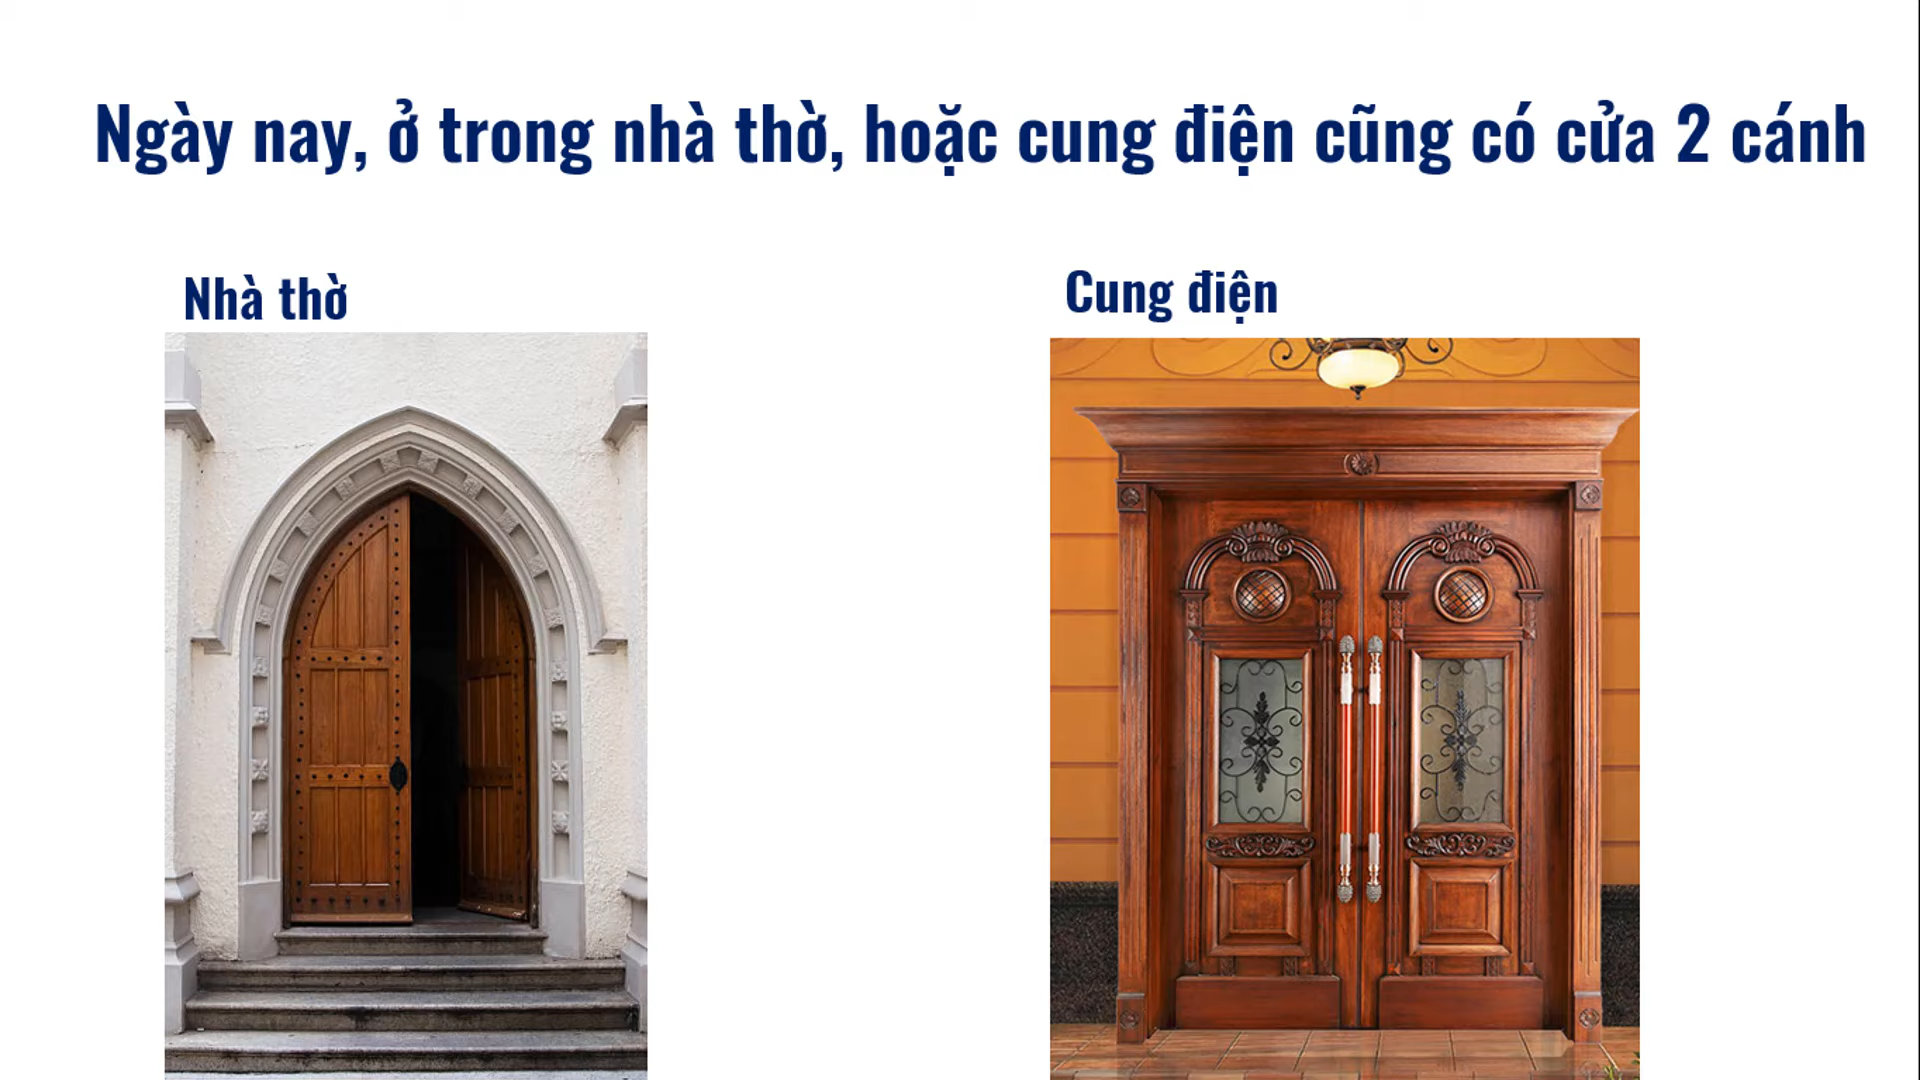 Ngày nay, ở trong nhà thờ, hoặc cung điện cũng có cửa 2 cánh
Nhà thờ
Cung điện